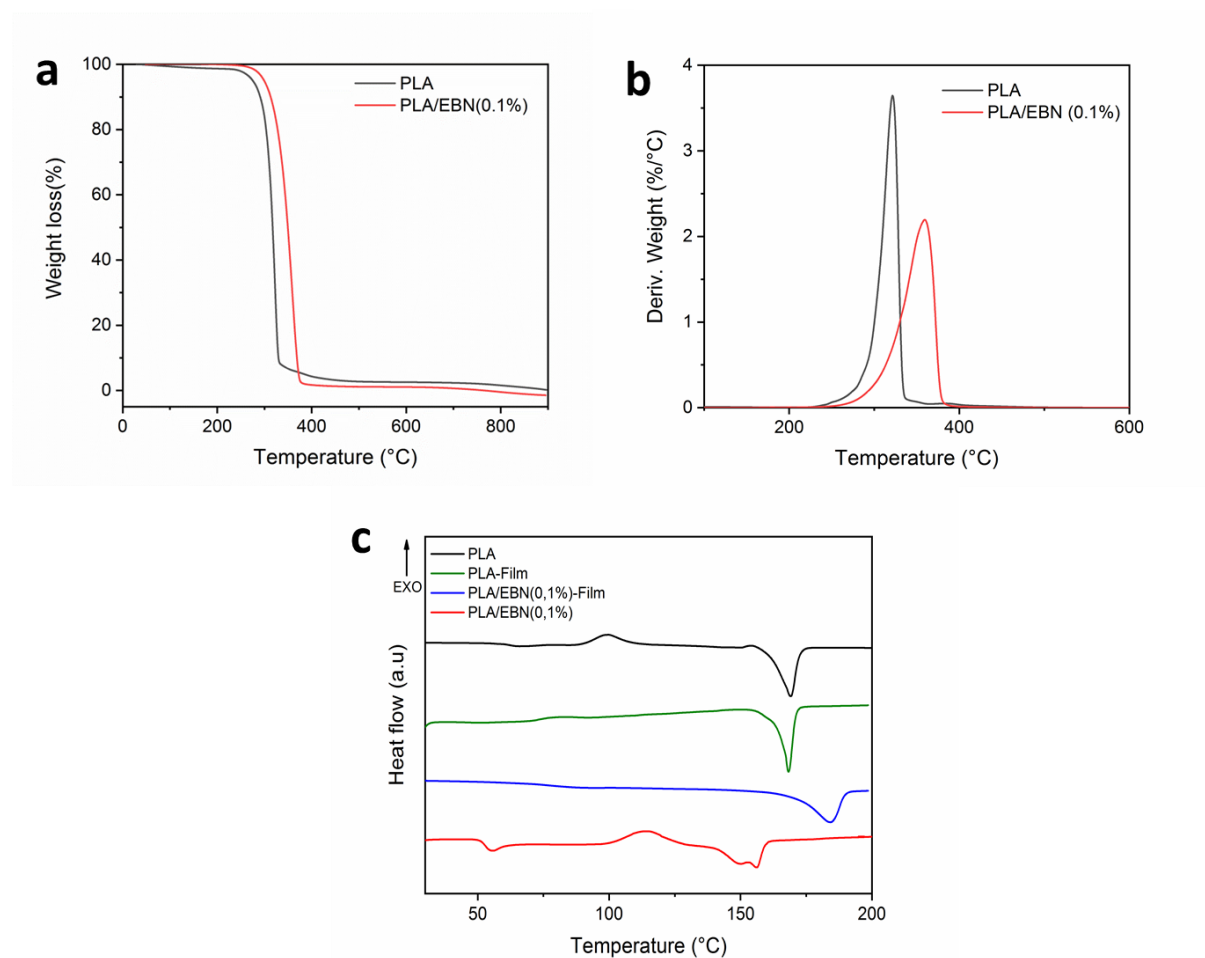 a
100
80
60
40
20
0
Weight loss(%)
0 200 400 600 800
Temperature (°C)
PLA
PLA/EBN(0.1%)
b
4
3
2
1
0
Deriv. Weight (%/°C)
200 400 600
Temperature (°C)
PLA
PLA/EBN (0.1%)
c
EXO
PLA
PLA-Film
PLA/EBN(0,1%)-Film
PLA/EBN(0,1%)
Heat flow (a.u)
50 100 150 200
Temperature (°C)